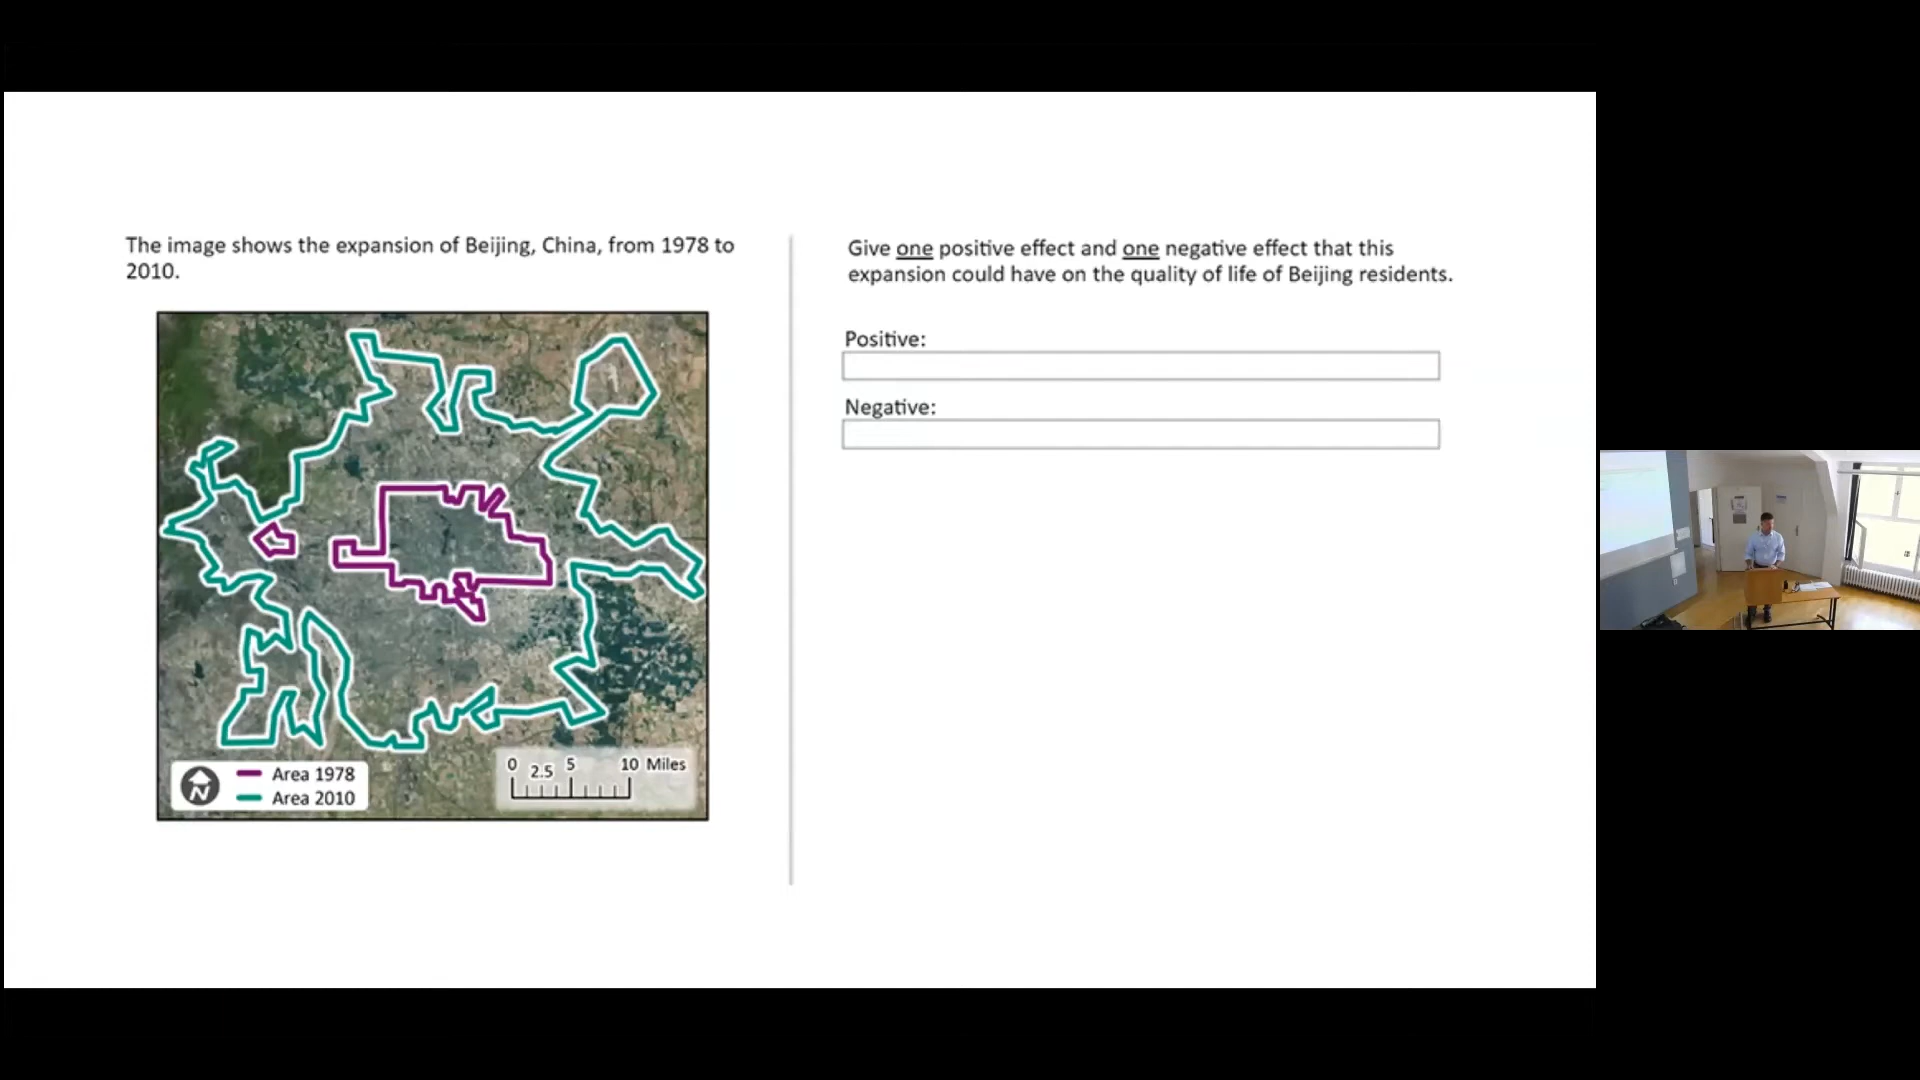 The image shows the expansion of Beijing, China, from 1978 to
2010.
N
Area 1978
Area 2010
0 2.5 5 10 Miles
Give one positive effect and one negative effect that this
expansion could have on the quality of life of Beijing residents.
Positive:
Negative: